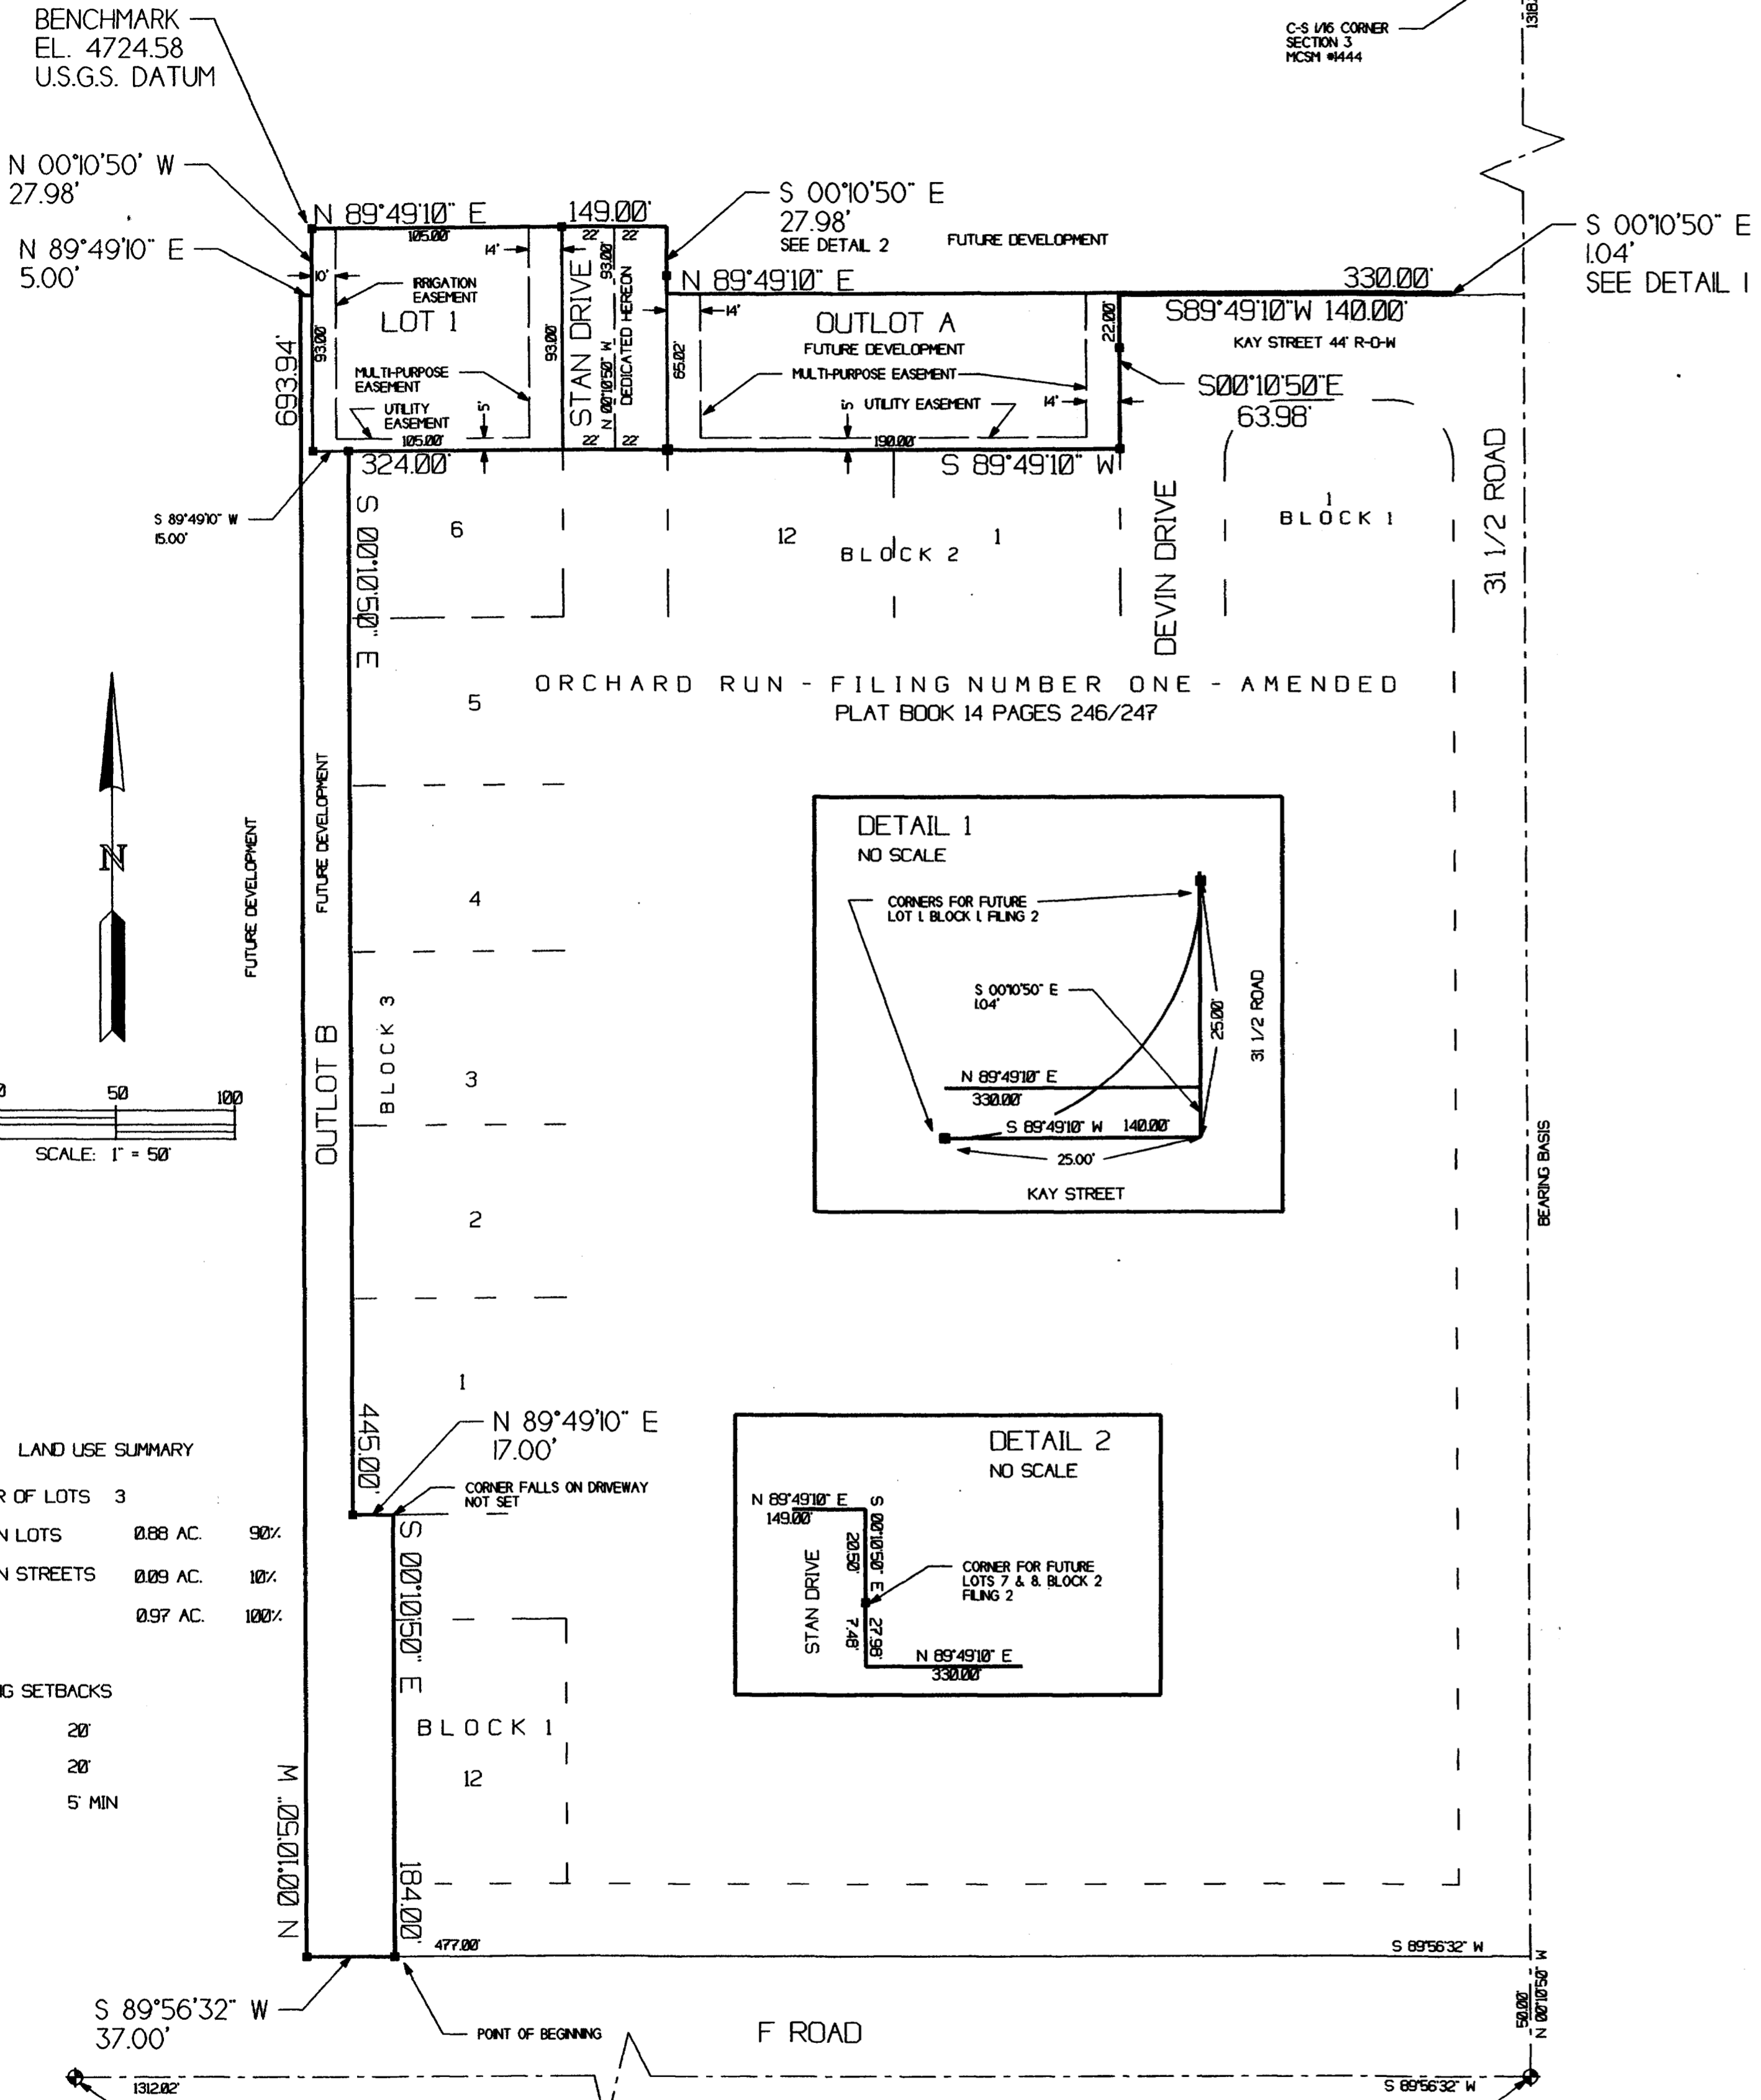 BENCHMARK
EL. 4724.58
U.S.G.S. DATUM
C-S 1/16 CORNER
SECTION 3
MCSM #1444
1318.
N 00°10'50' W
27.98'
N 89°49'10" E
5.00'
N 89°49'10" E
149.00'
105.00'
14'
22'
22'
S 00°10'50" E
27.98'
SEE DETAIL 2
FUTURE DEVELOPMENT
S 00°10'50" E
1.04'
SEE DETAIL 1
10'
IRRIGATION
EASEMENT
LOT 1
93.00'
93.00'
93.00'
STAN DRIVE
N 00°10'50" W
DEDICATED HEREON
MULTI-PURPOSE
EASEMENT
UTILITY
EASEMENT
5'
105.00'
22'
22'
N 89°49'10" E
330.00'
14'
65.02'
OUTLOT A
FUTURE DEVELOPMENT
MULTI-PURPOSE EASEMENT
5' UTILITY EASEMENT
14'
190.00'
22.00'
S89°49'10"W 140.00'
KAY STREET 44' R-O-W
S00°10'50"E
63.98'
693.94'
324.00'
S 89°49'10" W
S 89°49'10" W
15.00'
S 00°10'50" E
6
12
BLOCK 2
1
DEVIN DRIVE
1
BLOCK 1
31 1/2 ROAD
ORCHARD RUN - FILING NUMBER ONE - AMENDED
PLAT BOOK 14 PAGES 246/247
5
FUTURE DEVELOPMENT
FUTURE DEVELOPMENT
N
4
OUTLOT B
BLOCK 3
3
2
1
DETAIL 1
NO SCALE
CORNERS FOR FUTURE
LOT 1, BLOCK 1, FILING 2
S 00°10'50" E
1.04'
25.00'
31 1/2 ROAD
N 89°49'10" E
330.00'
S 89°49'10" W 140.00'
25.00'
KAY STREET
BEARING BASIS
0 50 100
SCALE: 1" = 50'
445.00'
N 89°49'10" E
17.00'
CORNER FALLS ON DRIVEWAY
NOT SET
LAND USE SUMMARY
R OF LOTS 3
N LOTS 0.88 AC. 90%
N STREETS 0.09 AC. 10%
0.97 AC. 100%
DETAIL 2
NO SCALE
N 89°49'10" E
149.00'
S 00°10'50" E
20.50'
STAN DRIVE
CORNER FOR FUTURE
LOTS 7 & 8, BLOCK 2
FILING 2
7.48'
27.98'
N 89°49'10" E
330.00'
G SETBACKS
20'
20'
5' MIN
S 00°10'50" E
BLOCK 1
12
N 00°10'50" W
184.00'
477.00'
S 89°56'32" W
S 89°56'32" W
37.00'
POINT OF BEGINNING
F ROAD
50.00'
N 00°10'50" W
1312.02'
S 89°56'32" W